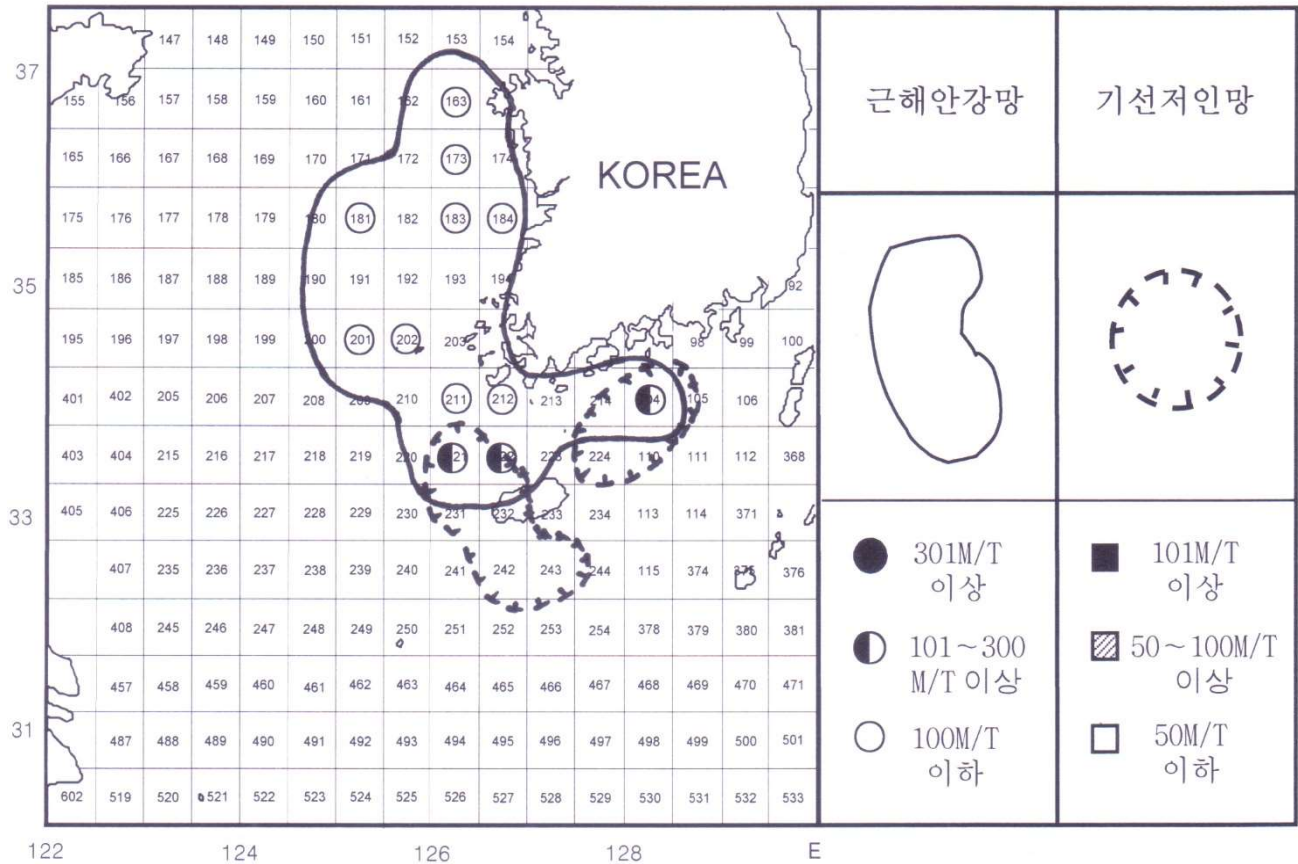 147 148 149 150 151 152 153 154
37
155 156 157 158 159 160 161 162 163
165 166 167 168 169 170 171 172 173 174
KOREA
175 176 177 178 179 180 181 182 183 184
35
185 186 187 188 189 190 191 192 193 194 92
195 196 197 198 199 200 201 202 203 98 99 100
401 402 205 206 207 208 209 210 211 212 213 214 104 105 106
403 404 215 216 217 218 219 220 221 222 223 224 110 111 112 368
33
405 406 225 226 227 228 229 230 231 232 233 234 113 114 371
407 235 236 237 238 239 240 241 242 243 244 115 374 375 376
408 245 246 247 248 249 250 251 252 253 254 378 379 380 381
457 458 459 460 461 462 463 464 465 466 467 468 469 470 471
31
487 488 489 490 491 492 493 494 495 496 497 498 499 500 501
602 519 520 521 522 523 524 525 526 527 528 529 530 531 532 533
122 124 126 128 E
근해안강망
기선저인망
301M/T
이상
101M/T
이상
101~300
M/T 이상
50~100M/T
이상
100M/T
이하
50M/T
이하